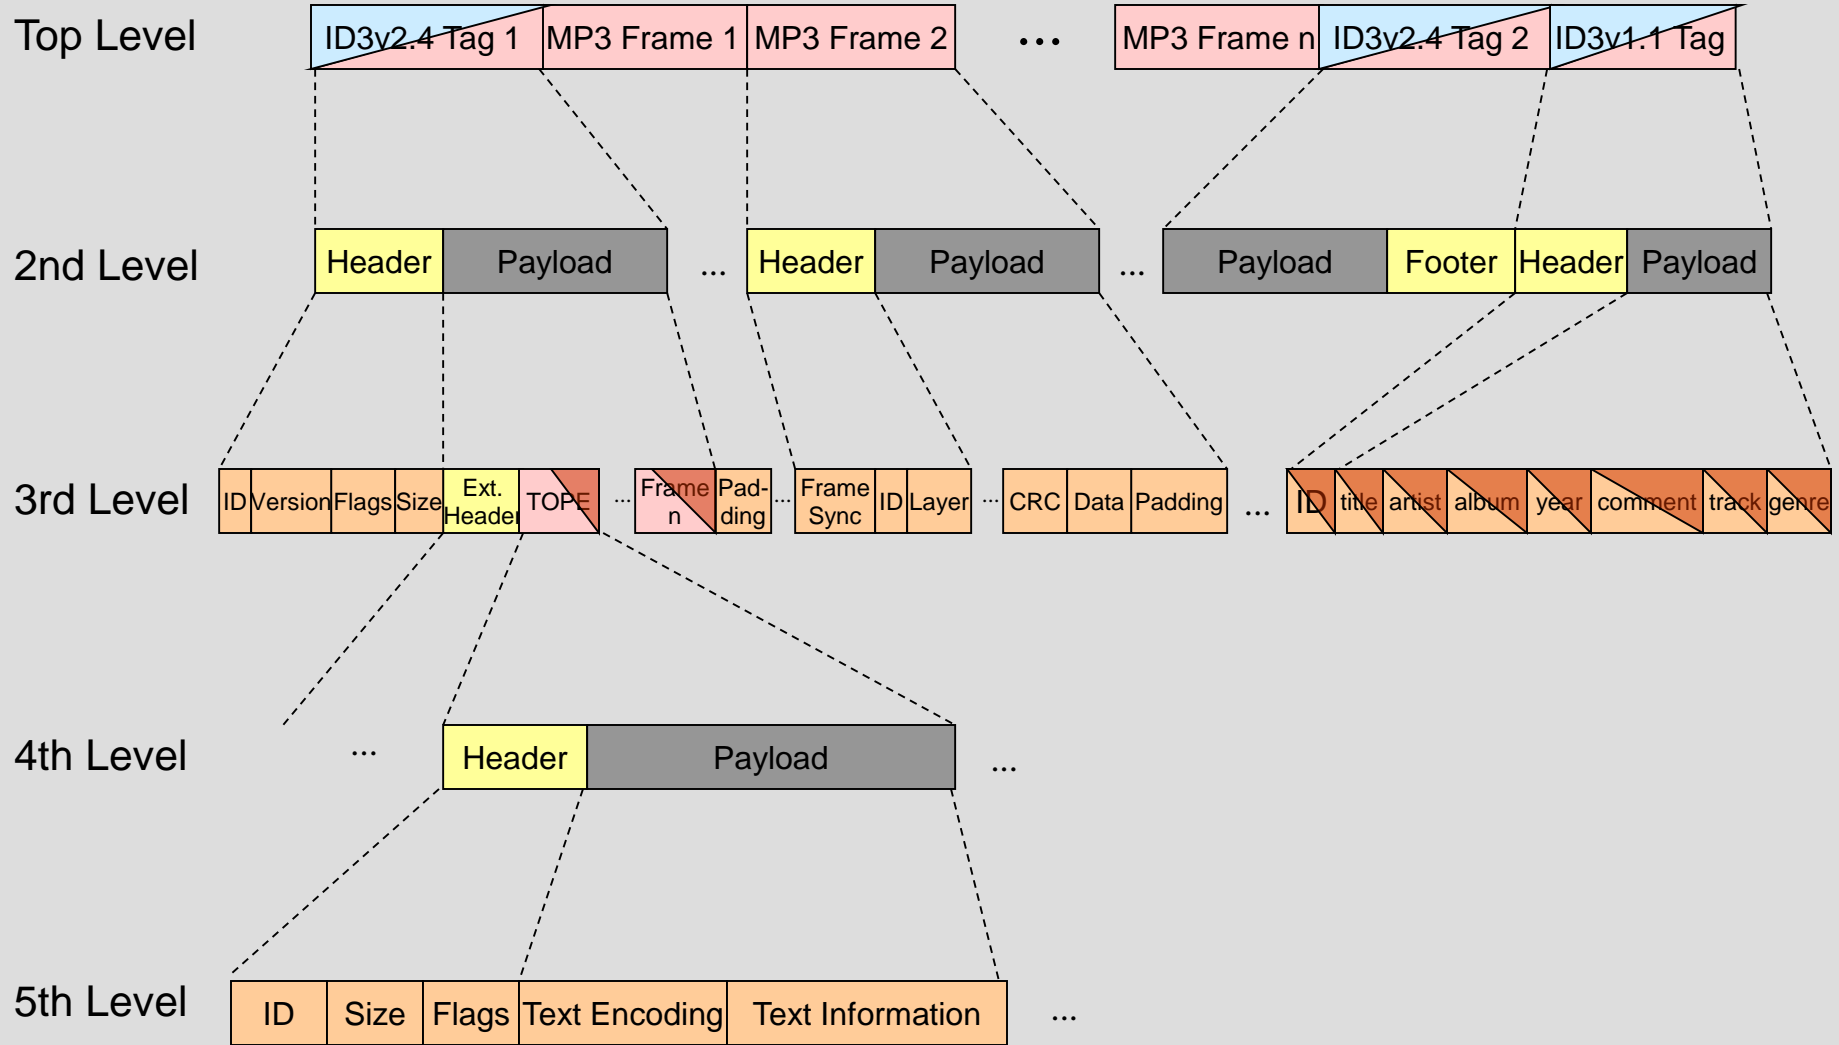 Top Level ID3v2.4 Tag 1 MP3 Frame 1 MP3 Frame 2 ... MP3 Frame n ID3v2.4 Tag 2 ID3v1.1 Tag
2nd Level Header Payload ... Header Payload ... Payload Footer Header Payload
3rd Level ID Version Flags Size Ext. Header TOPE ... Frame n Pad-ding ... Frame Sync ID Layer ... CRC Data Padding ... ID title artist album year comment track genre
4th Level ... Header Payload ...
5th Level ID Size Flags Text Encoding Text Information ...